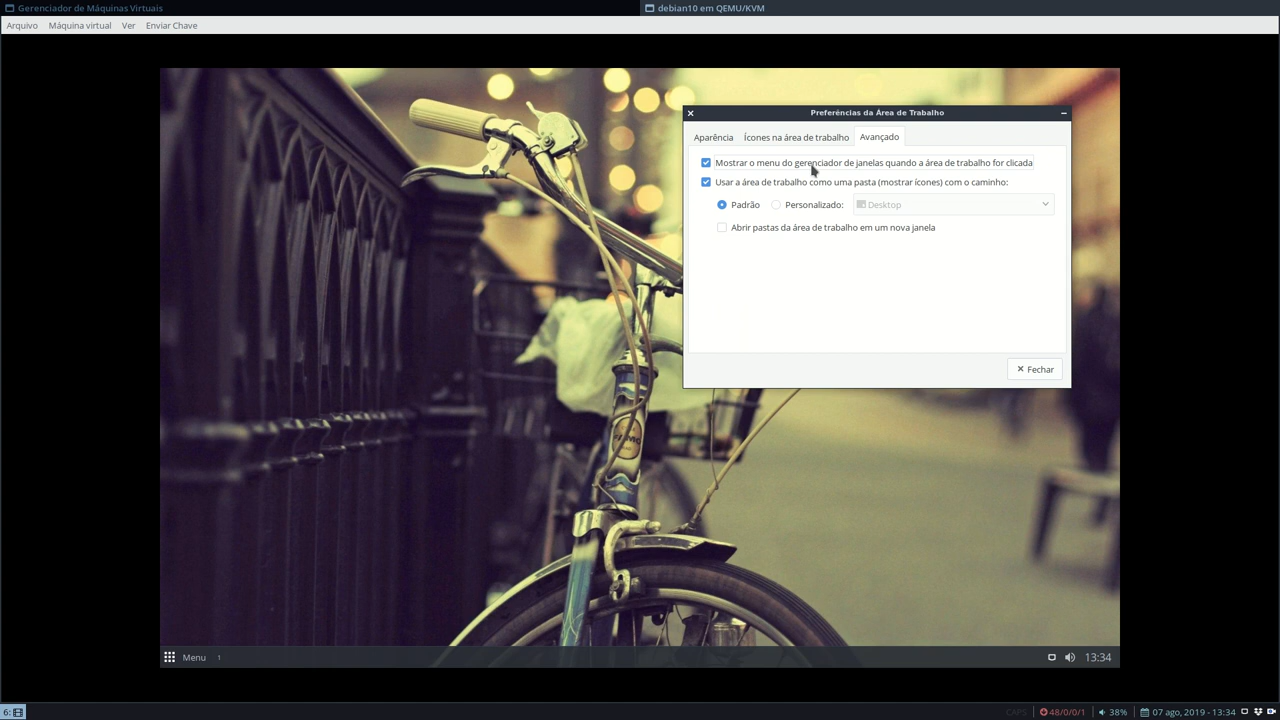 Gerenciador de Máquinas Virtuais
debian10 em QEMU/KVM
Arquivo Máquina virtual Ver Enviar Chave
Preferências da Área de Trabalho
Aparência Ícones na área de trabalho Avançado
Mostrar o menu do gerenciador de janelas quando a área de trabalho for clicada
Usar a área de trabalho como uma pasta (mostrar ícones) com o caminho:
Padrão Personalizado: Desktop
Abrir pastas da área de trabalho em um nova janela
Fechar
Menu 1 13:34
6: CAPS 48/0/0/1 38% 07 ago, 2019 - 13:34